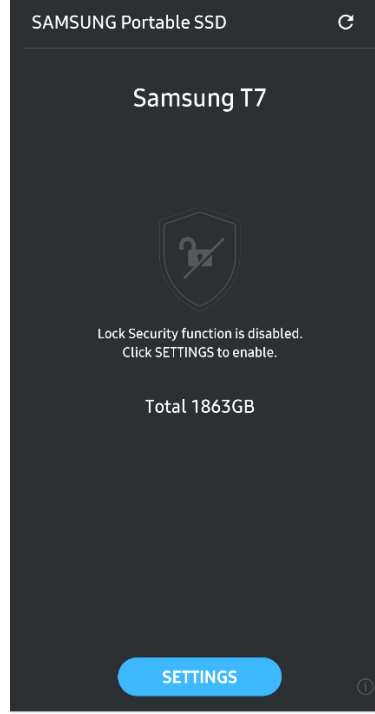 SAMSUNG Portable SSD
Samsung T7
Lock Security function is disabled.
Click SETTINGS to enable.
Total 1863GB
SETTINGS